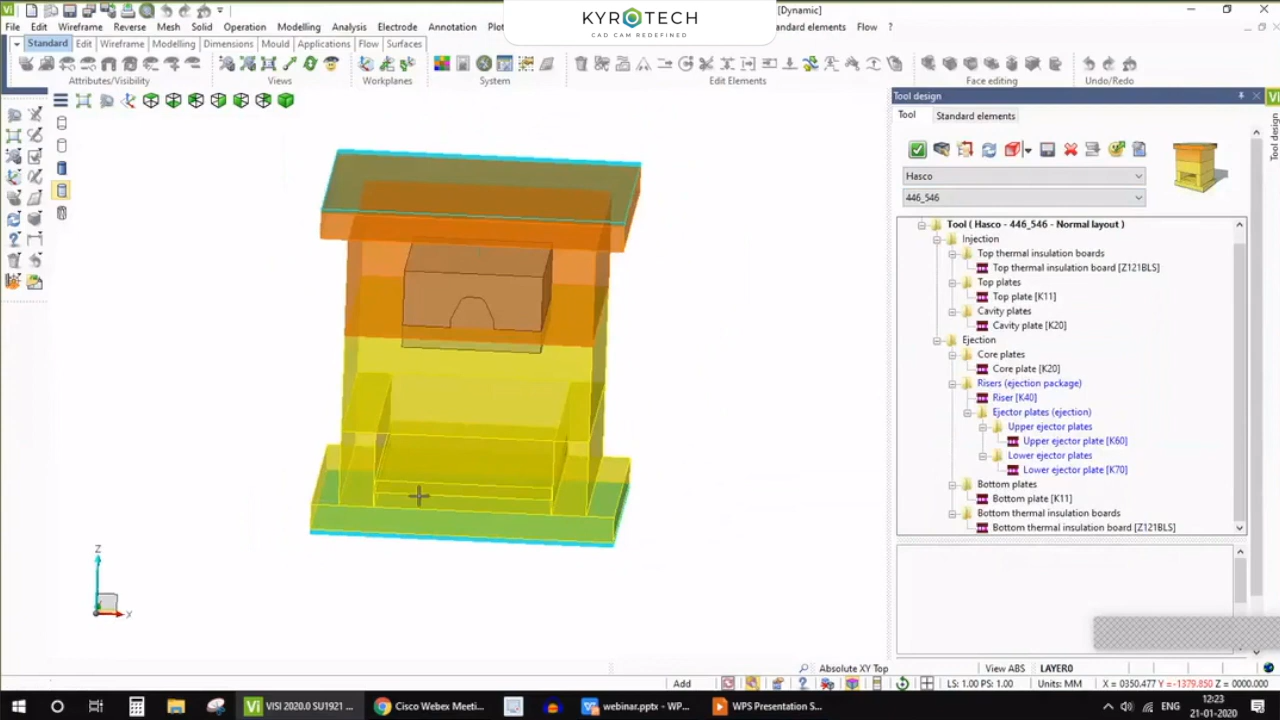 KYROTECH
CAD CAM REDEFINED
Vi
[Dynamic]
File Edit Wireframe Reverse Mesh Solid Operation Modelling Analysis Electrode Annotation Plot
andard elements Flow ?
Standard Edit Wireframe Modelling Dimensions Mould Applications Flow Surfaces
Attributes/Visibility Views Workplanes System Edit Elements Face editing Undo/Redo
Tool design
Tool Standard elements
Tool design
Hasco
446_546
Tool ( Hasco - 446_546 - Normal layout )
Injection
Top thermal insulation boards
Top thermal insulation board [Z121BLS]
Top plates
Top plate [K11]
Cavity plates
Cavity plate [K20]
Ejection
Core plates
Core plate [K20]
Risers (ejection package)
Riser [K40]
Ejector plates (ejection)
Upper ejector plates
Upper ejector plate [K60]
Lower ejector plates
Lower ejector plate [K70]
Bottom plates
Bottom plate [K11]
Bottom thermal insulation boards
Bottom thermal insulation board [Z121BLS]
Z
X
Absolute XY Top View ABS LAYER0
Add LS: 1.00 PS: 1.00 Units: MM X = 0350.477 Y = -1379.850 Z = 0000.000
VISI 2020.0 SU1921 ... Cisco Webex Meeti... webinar.pptx - WP... WPS Presentation S... ENG
12:23
21-01-2020